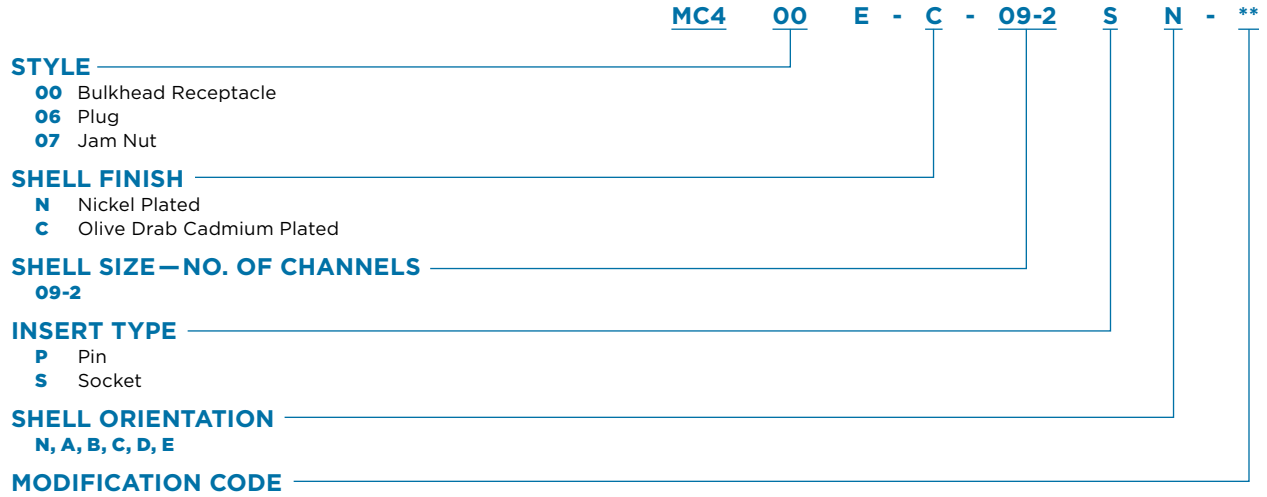 MC4 00 E - C - 09-2 S N - **
STYLE
00 Bulkhead Receptacle
06 Plug
07 Jam Nut
SHELL FINISH
N Nickel Plated
C Olive Drab Cadmium Plated
SHELL SIZE—NO. OF CHANNELS
09-2
INSERT TYPE
P Pin
S Socket
SHELL ORIENTATION
N, A, B, C, D, E
MODIFICATION CODE